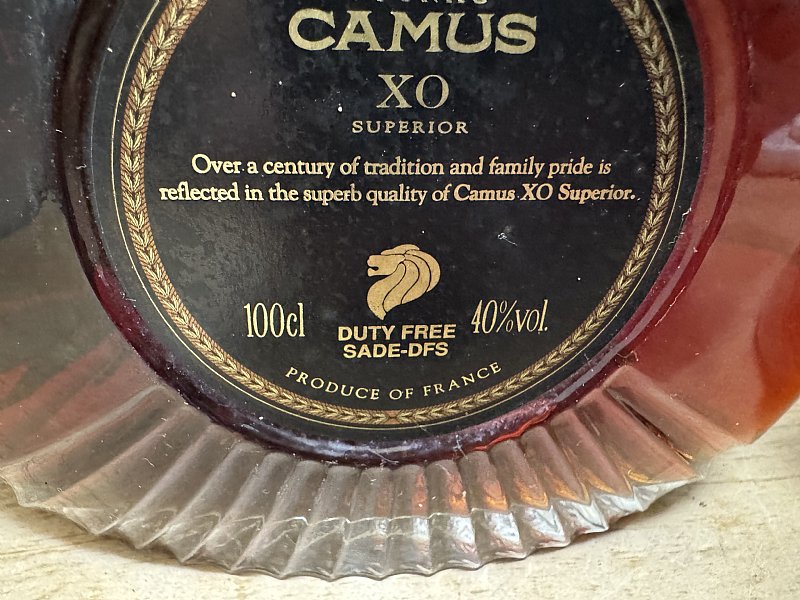 CAMUS
XO
SUPERIOR
Over a century of tradition and family pride is
reflected in the superb quality of Camus XO Superior.
100cl
40%vol.
DUTY FREE
SADE-DFS
PRODUCE OF FRANCE